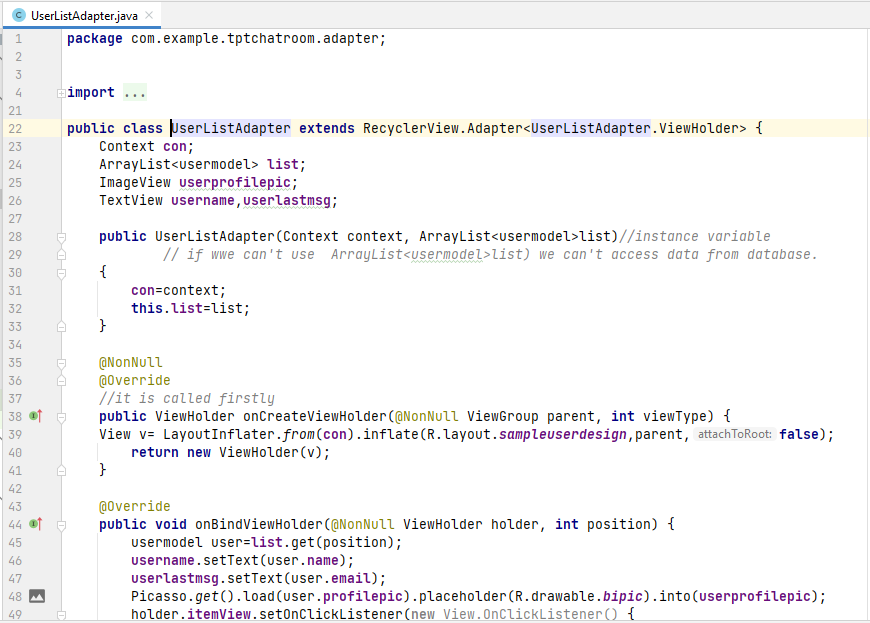 UserListAdapter.java
1 package com.example.tptchatroom.adapter;
2
3
4 import ...
21
22 public class UserListAdapter extends RecyclerView.Adapter<UserListAdapter.ViewHolder> {
23 Context con;
24 ArrayList<usermodel> list;
25 ImageView userprofilepic;
26 TextView username,userlastmsg;
27
28 public UserListAdapter(Context context, ArrayList<usermodel>list)//instance variable
29 // if wwe can't use  ArrayList<usermodel>list) we can't access data from database.
30 {
31 con=context;
32 this.list=list;
33 }
34
35 @NonNull
36 @Override
37 //it is called firstly
38 public ViewHolder onCreateViewHolder(@NonNull ViewGroup parent, int viewType) {
39 View v= LayoutInflater.from(con).inflate(R.layout.sampleuserdesign,parent, attachToRoot: false);
40 return new ViewHolder(v);
41 }
42
43 @Override
44 public void onBindViewHolder(@NonNull ViewHolder holder, int position) {
45 usermodel user=list.get(position);
46 username.setText(user.name);
47 userlastmsg.setText(user.email);
48 Picasso.get().load(user.profilepic).placeholder(R.drawable.bipic).into(userprofilepic);
49 holder.itemView.setOnClickListener(new View.OnClickListener() {